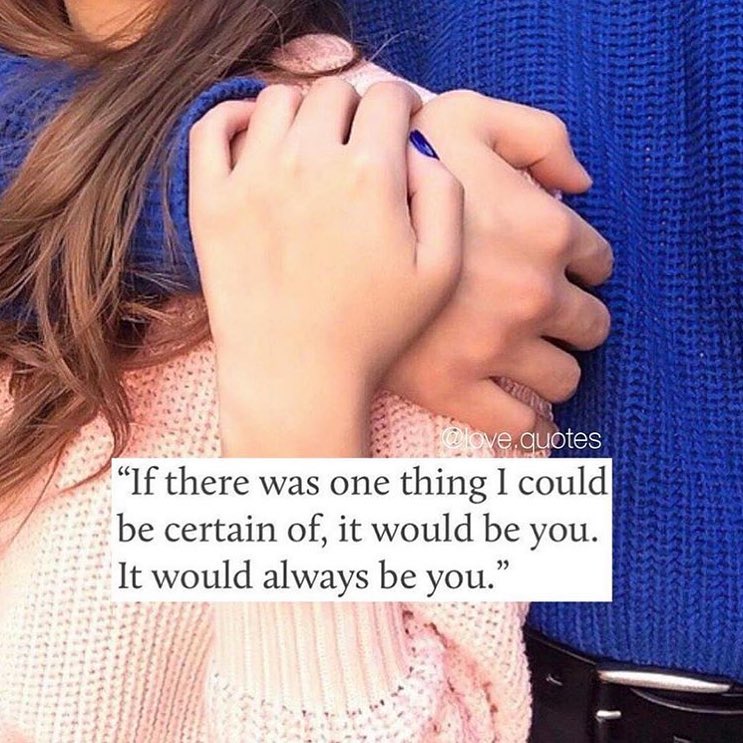 @love.quotes
“If there was one thing I could
be certain of, it would be you.
It would always be you.”